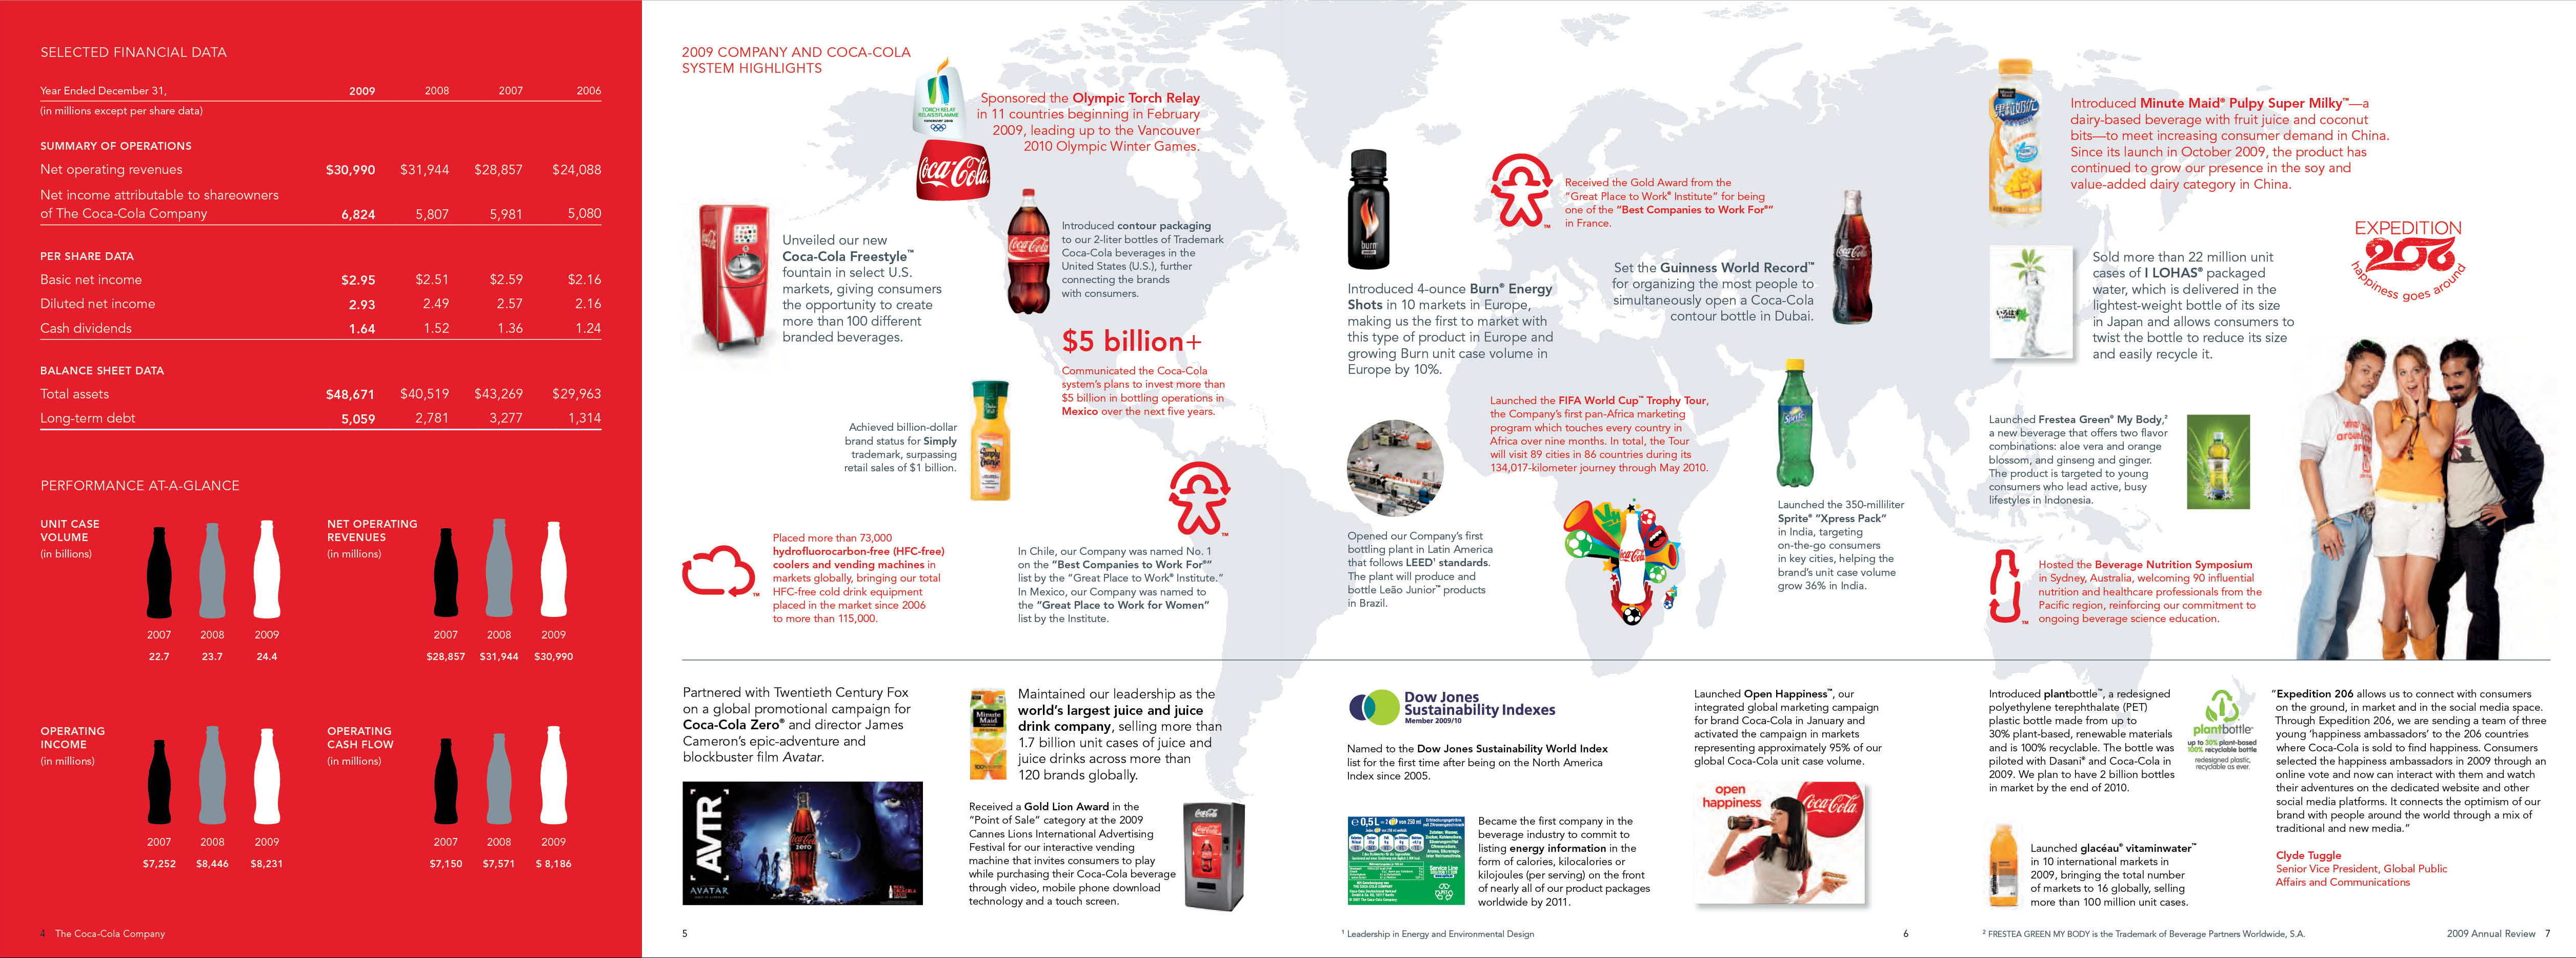 SELECTED FINANCIAL DATA
Year Ended December 31, 2009 2008 2007 2006
(in millions except per share data)
SUMMARY OF OPERATIONS
Net operating revenues $30,990 $31,944 $28,857 $24,088
Net income attributable to shareowners
of The Coca-Cola Company 6,824 5,807 5,981 5,080
PER SHARE DATA
Basic net income $2.95 $2.51 $2.59 $2.16
Diluted net income 2.93 2.49 2.57 2.16
Cash dividends 1.64 1.52 1.36 1.24
BALANCE SHEET DATA
Total assets $48,671 $40,519 $43,269 $29,963
Long-term debt 5,059 2,781 3,277 1,314
PERFORMANCE AT-A-GLANCE
UNIT CASE
VOLUME
(in billions)
2007 2008 2009
22.7 23.7 24.4
NET OPERATING
REVENUES
(in millions)
2007 2008 2009
$28,857 $31,944 $30,990
OPERATING
INCOME
(in millions)
2007 2008 2009
$7,252 $8,446 $8,231
OPERATING
CASH FLOW
(in millions)
2007 2008 2009
$7,150 $7,571 $ 8,186
4 The Coca-Cola Company
2009 COMPANY AND COCA-COLA
SYSTEM HIGHLIGHTS
TORCH RELAY
RELAIS DE LA FLAMME
vancouver 2010
Coca-Cola
Sponsored the Olympic Torch Relay
in 11 countries beginning in February
2009, leading up to the Vancouver
2010 Olympic Winter Games.
Unveiled our new
Coca-Cola Freestyle™
fountain in select U.S.
markets, giving consumers
the opportunity to create
more than 100 different
branded beverages.
Coca-Cola
Introduced contour packaging
to our 2-liter bottles of Trademark
Coca-Cola beverages in the
United States (U.S.), further
connecting the brands
with consumers.
$5 billion+
Communicated the Coca-Cola
system's plans to invest more than
$5 billion in bottling operations in
Mexico over the next five years.
Achieved billion-dollar
brand status for Simply
trademark, surpassing
retail sales of $1 billion.
Simply
Orange
Placed more than 73,000
hydrofluorocarbon-free (HFC-free)
coolers and vending machines in
markets globally, bringing our total
HFC-free cold drink equipment
placed in the market since 2006
to more than 115,000.
™
In Chile, our Company was named No. 1
on the "Best Companies to Work For®"
list by the "Great Place to Work® Institute."
In Mexico, our Company was named to
the "Great Place to Work for Women"
list by the Institute.
™
Partnered with Twentieth Century Fox
on a global promotional campaign for
Coca-Cola Zero® and director James
Cameron's epic-adventure and
blockbuster film Avatar.
AVTR
AVATAR
Coca-Cola
zero
Minute
Maid
Maintained our leadership as the
world's largest juice and juice
drink company, selling more than
1.7 billion unit cases of juice and
juice drinks across more than
120 brands globally.
Received a Gold Lion Award in the
"Point of Sale" category at the 2009
Cannes Lions International Advertising
Festival for our interactive vending
machine that invites consumers to play
while purchasing their Coca-Cola beverage
through video, mobile phone download
technology and a touch screen.
5
burn
Introduced 4-ounce Burn® Energy
Shots in 10 markets in Europe,
making us the first to market with
this type of product in Europe and
growing Burn unit case volume in
Europe by 10%.
™
Received the Gold Award from the
"Great Place to Work® Institute" for being
one of the "Best Companies to Work For®"
in France.
Set the Guinness World Record™
for organizing the most people to
simultaneously open a Coca-Cola
contour bottle in Dubai.
Coca-Cola
Launched the FIFA World Cup™ Trophy Tour,
the Company's first pan-Africa marketing
program which touches every country in
Africa over nine months. In total, the Tour
will visit 89 cities in 86 countries during its
134,017-kilometer journey through May 2010.
Coca-Cola
Opened our Company's first
bottling plant in Latin America
that follows LEED¹ standards.
The plant will produce and
bottle Leão Junior™ products
in Brazil.
Sprite
Launched the 350-milliliter
Sprite® "Xpress Pack"
in India, targeting
on-the-go consumers
in key cities, helping the
brand's unit case volume
grow 36% in India.
Dow Jones
Sustainability Indexes
Member 2009/10
Named to the Dow Jones Sustainability World Index
list for the first time after being on the North America
Index since 2005.
e 0,5L = 2 von 250 ml
Became the first company in the
beverage industry to commit to
listing energy information in the
form of calories, kilocalories or
kilojoules (per serving) on the front
of nearly all of our product packages
worldwide by 2011.
Launched Open Happiness™, our
integrated global marketing campaign
for brand Coca-Cola in January and
activated the campaign in markets
representing approximately 95% of our
global Coca-Cola unit case volume.
open
happiness
Coca-Cola
¹ Leadership in Energy and Environmental Design
6
Introduced Minute Maid® Pulpy Super Milky™—a
dairy-based beverage with fruit juice and coconut
bits—to meet increasing consumer demand in China.
Since its launch in October 2009, the product has
continued to grow our presence in the soy and
value-added dairy category in China.
Sold more than 22 million unit
cases of I LOHAS® packaged
water, which is delivered in the
lightest-weight bottle of its size
in Japan and allows consumers to
twist the bottle to reduce its size
and easily recycle it.
EXPEDITION
206
happiness goes around
Launched Frestea Green® My Body,²
a new beverage that offers two flavor
combinations: aloe vera and orange
blossom, and ginseng and ginger.
The product is targeted to young
consumers who lead active, busy
lifestyles in Indonesia.
™
Hosted the Beverage Nutrition Symposium
in Sydney, Australia, welcoming 90 influential
nutrition and healthcare professionals from the
Pacific region, reinforcing our commitment to
ongoing beverage science education.
Introduced plantbottle™, a redesigned
polyethylene terephthalate (PET)
plastic bottle made from up to
30% plant-based, renewable materials
and is 100% recyclable. The bottle was
piloted with Dasani® and Coca-Cola in
2009. We plan to have 2 billion bottles
in market by the end of 2010.
plantbottle™
up to 30% plant-based
100% recyclable bottle
redesigned plastic,
recyclable as ever.
Launched glacéau® vitaminwater™
in 10 international markets in
2009, bringing the total number
of markets to 16 globally, selling
more than 100 million unit cases.
"Expedition 206 allows us to connect with consumers
on the ground, in market and in the social media space.
Through Expedition 206, we are sending a team of three
young 'happiness ambassadors' to the 206 countries
where Coca-Cola is sold to find happiness. Consumers
selected the happiness ambassadors in 2009 through an
online vote and now can interact with them and watch
their adventures on the dedicated website and other
social media platforms. It connects the optimism of our
brand with people around the world through a mix of
traditional and new media."
Clyde Tuggle
Senior Vice President, Global Public
Affairs and Communications
² FRESTEA GREEN MY BODY is the Trademark of Beverage Partners Worldwide, S.A.
2009 Annual Review 7